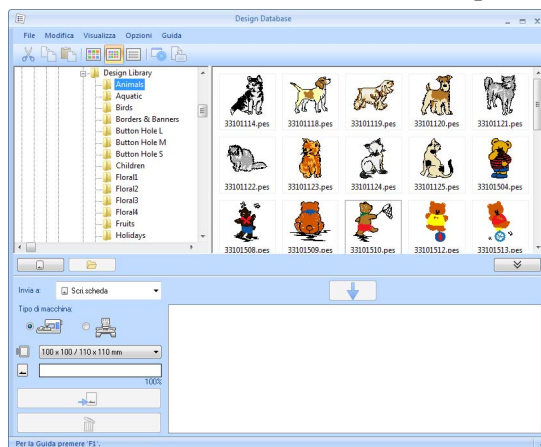 Design Database
File Modifica Visualizza Opzioni Guida
Design Library
Animals
Aquatic
Birds
Borders & Banners
Button Hole L
Button Hole M
Button Hole S
Children
Floral1
Floral2
Floral3
Floral4
Fruits
Holidays
33101114.pes 33101118.pes 33101119.pes 33101120.pes 33101121.pes
33101122.pes 33101123.pes 33101124.pes 33101125.pes 33101504.pes
33101508.pes 33101509.pes 33101510.pes 33101512.pes 33101513.pes
Invia a: Scri.scheda
Tipo di macchina:
100 x 100 / 110 x 110 mm
100%
Per la Guida premere 'F1'.